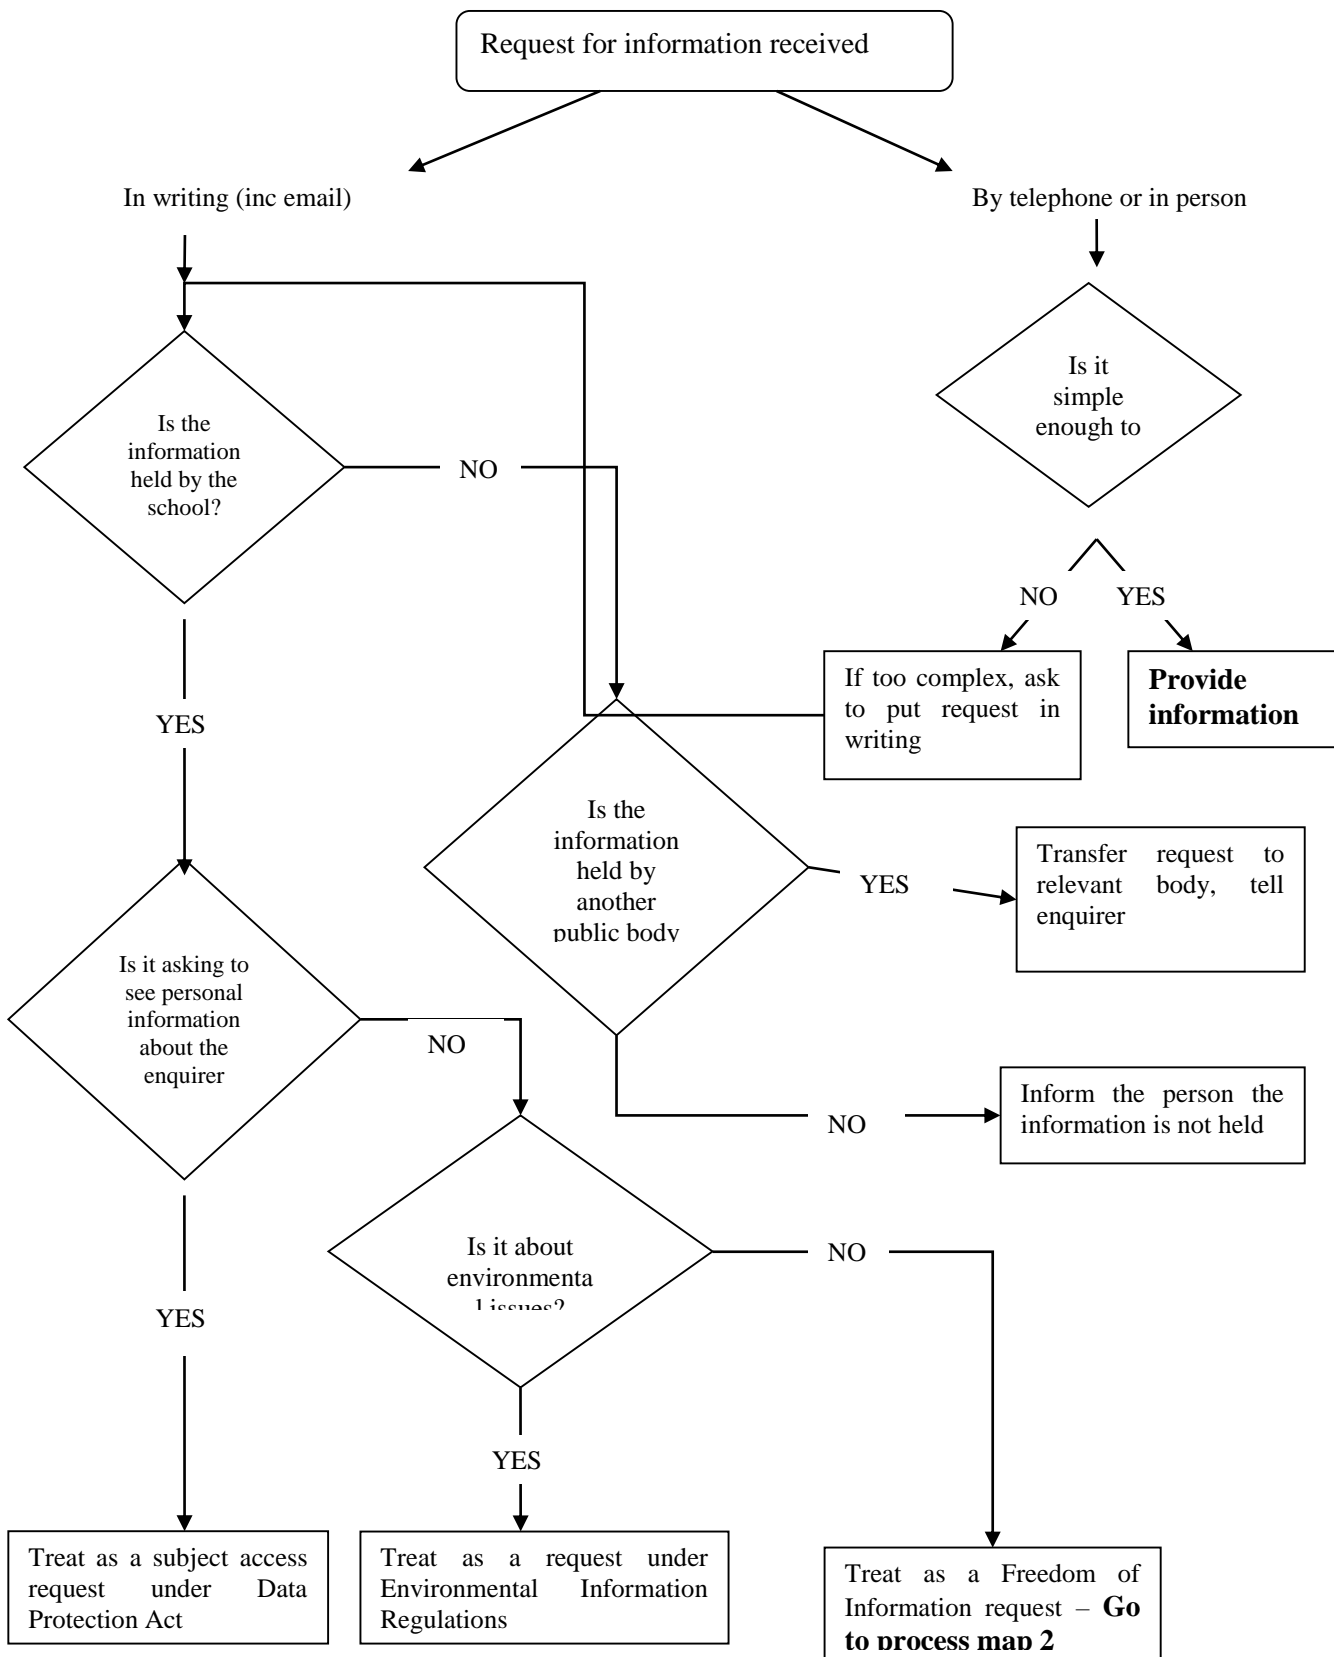 Request for information received
In writing (inc email)
By telephone or in person
Is it
simple
enough to
Is the
information
held by the
school?
NO
NO
YES
If too complex, ask
to put request in
writing
Provide
information
YES
Is the
information
held by
another
public body
YES
Transfer request to
relevant body, tell
enquirer
Is it asking to
see personal
information
about the
enquirer
NO
Inform the person the
information is not held
NO
Is it about
environmenta
l issues?
NO
YES
YES
Treat as a subject access
request under Data
Protection Act
Treat as a request under
Environmental Information
Regulations
Treat as a Freedom of
Information request – Go
to process map 2